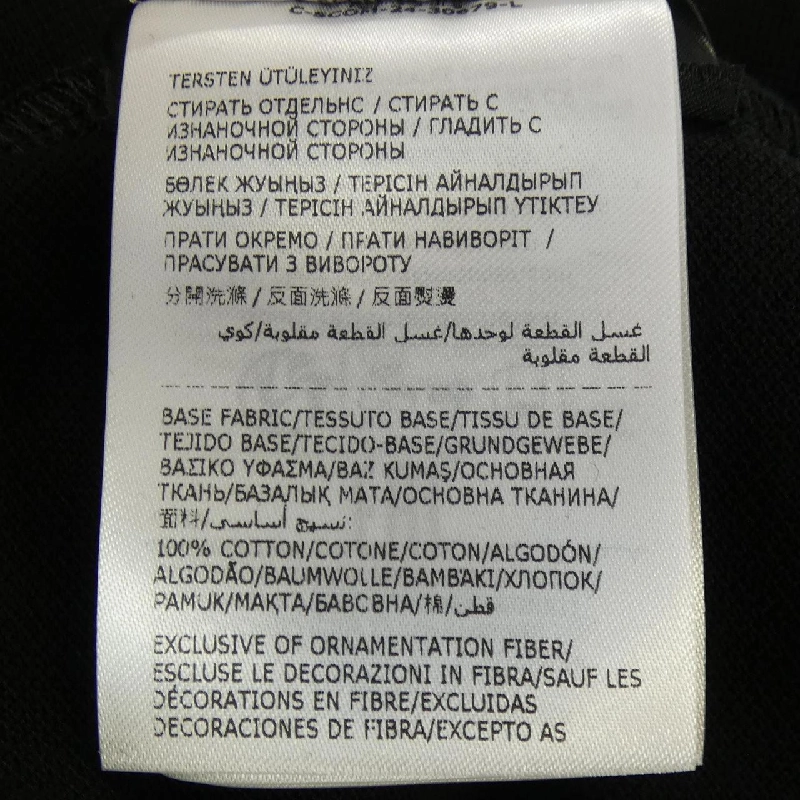 TERSTEN ÜTÜLEYINIZ
СТИРАТЬ ОТДЕЛЬНС / СТИРАТЬ С
ИЗНАНОЧНОЙ СТОРОНЫ / ГЛАДИТЬ С
ИЗНАНОЧНОЙ СТОРОНЫ
БӨЛЕК ЖУЫҢЫЗ / ТЕРІСІН АЙНАЛДЫРЫП
ЖУЫҢЫЗ / ТЕРІСІН АЙНАЛДЫРЫП ҮТІКТЕУ
ПРАТИ ОКРЕМО / ПРАТИ НАВИВОРІТ /
ПРАСУВАТИ З ВИВОРОТУ
分開洗滌 / 反面洗滌 / 反面熨燙
غسل القطعة لوحدها/غسل القطعة مقلوبة/كوي
القطعة مقلوبة
BASE FABRIC/TESSUTO BASE/TISSU DE BASE/
TEJIDO BASE/TECIDO-BASE/GRUNDGEWEBE/
ΒΑΣΙΚΟ ΥΦΑΣΜΑ/BAZ KUMAŞ/ОСНОВНАЯ
ТКАНЬ/БАЗАЛЫҚ МАТА/ОСНОВНА ТКАНИНА/
面料/نسيج أساسي:
100% COTTON/COTONE/COTON/ALGODÓN/
ALGODÃO/BAUMWOLLE/ΒΑΜΒΑΚΙ/ХЛОПОК/
PAMUK/МАҚТА/БАВОВНА/棉/قطن
EXCLUSIVE OF ORNAMENTATION FIBER/
ESCLUSE LE DECORAZIONI IN FIBRA/SAUF LES
DÉCORATIONS EN FIBRE/EXCLUIDAS
DECORACIONES DE FIBRA/EXCEPTO AS